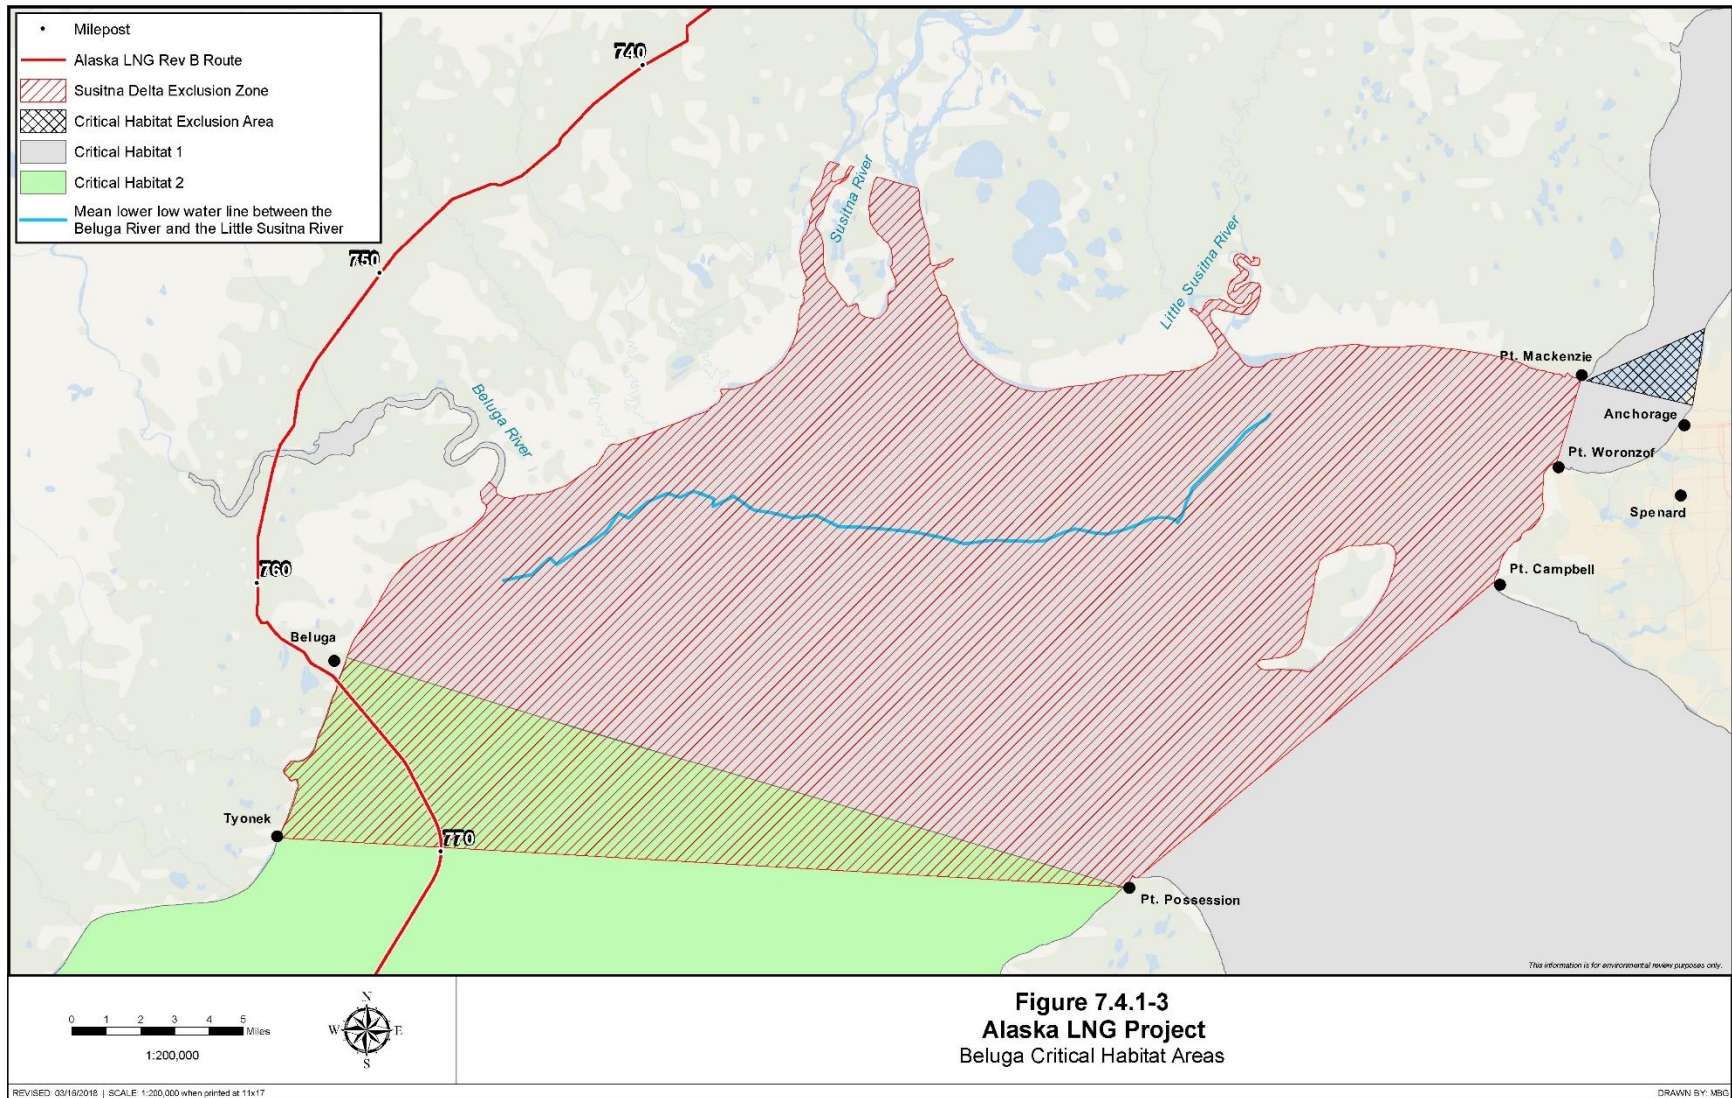 Milepost
Alaska LNG Rev B Route
Susitna Delta Exclusion Zone
Critical Habitat Exclusion Area
Critical Habitat 1
Critical Habitat 2
Mean lower low water line between the
Beluga River and the Little Susitna River
740
750
760
770
Susitna River
Little Susitna River
Beluga River
Pt. Mackenzie
Anchorage
Pt. Woronzof
Spenard
Pt. Campbell
Beluga
Tyonek
Pt. Possession
This information is for environmental review purposes only.
0 1 2 3 4 5
Miles
1:200,000
N
W E
S
Figure 7.4.1-3
Alaska LNG Project
Beluga Critical Habitat Areas
REVISED: 03/16/2018 | SCALE: 1:200,000 when printed at 11x17
DRAWN BY: MBG